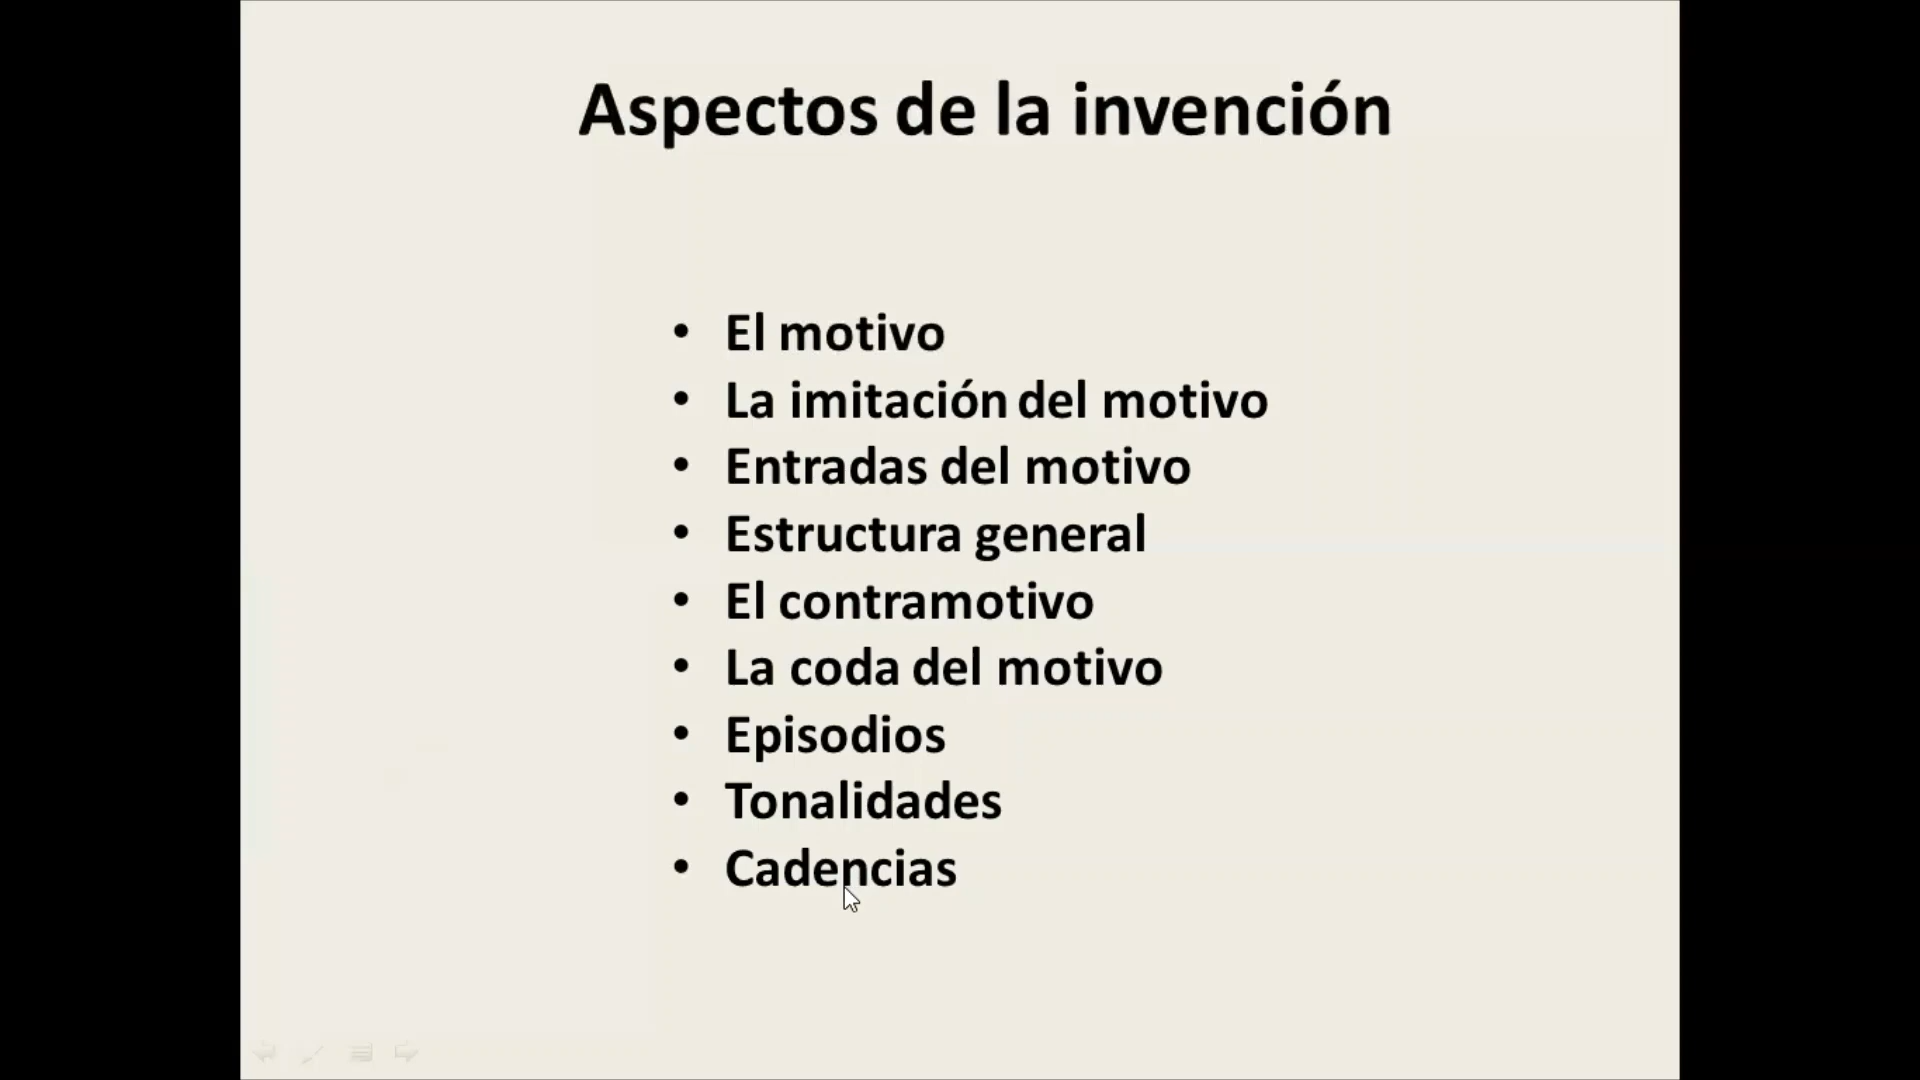 Aspectos de la invención
• El motivo
• La imitación del motivo
• Entradas del motivo
• Estructura general
• El contramotivo
• La coda del motivo
• Episodios
• Tonalidades
• Cadencias